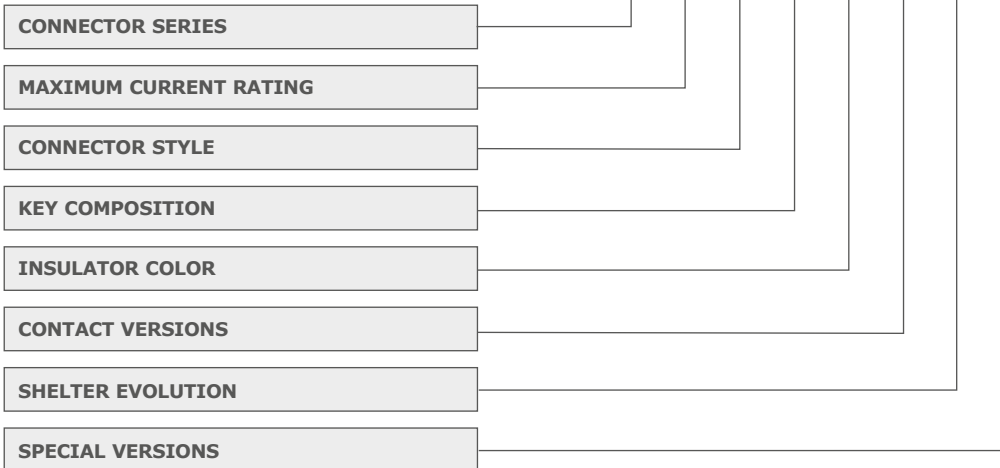 CONNECTOR SERIES
MAXIMUM CURRENT RATING
CONNECTOR STYLE
KEY COMPOSITION
INSULATOR COLOR
CONTACT VERSIONS
SHELTER EVOLUTION
SPECIAL VERSIONS